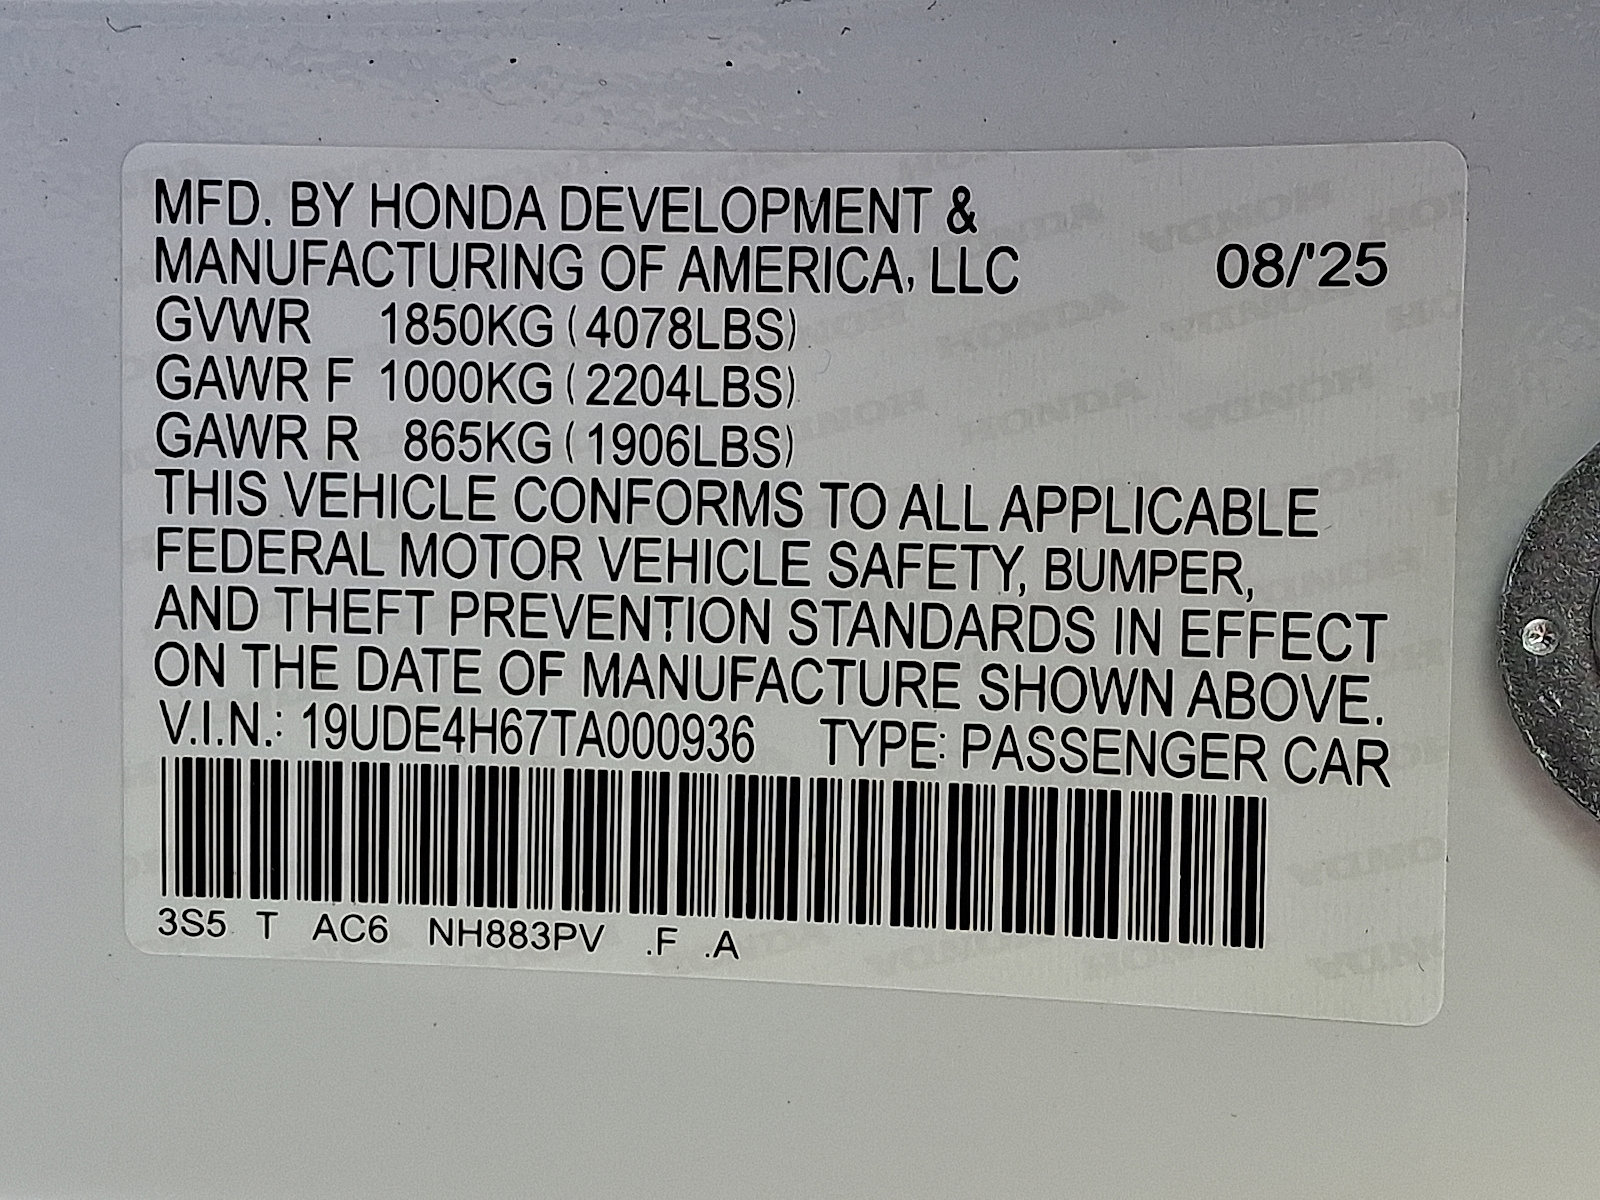 MFD. BY HONDA DEVELOPMENT &
MANUFACTURING OF AMERICA, LLC 08/'25
GVWR 1850KG (4078LBS)
GAWR F 1000KG (2204LBS)
GAWR R 865KG (1906LBS)
THIS VEHICLE CONFORMS TO ALL APPLICABLE
FEDERAL MOTOR VEHICLE SAFETY, BUMPER,
AND THEFT PREVENTION STANDARDS IN EFFECT
ON THE DATE OF MANUFACTURE SHOWN ABOVE.
V.I.N.: 19UDE4H67TA000936 TYPE: PASSENGER CAR
3S5 T AC6 NH883PV .F .A